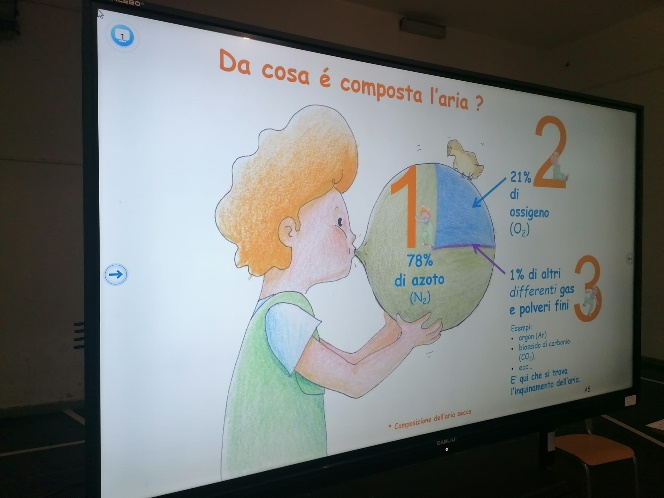 1
Da cosa é composta l'aria ?
1
78%
di azoto
(N₂)
2
21%
di
ossigeno
(O₂)
3
1% di altri
differenti gas
e polveri fini
Esempi:
• argon (Ar)
• biossido di carbonio
(CO₂),
• ecc...
E' qui che si trova
l'inquinamento dell'aria.
* Composizione dell'aria secca